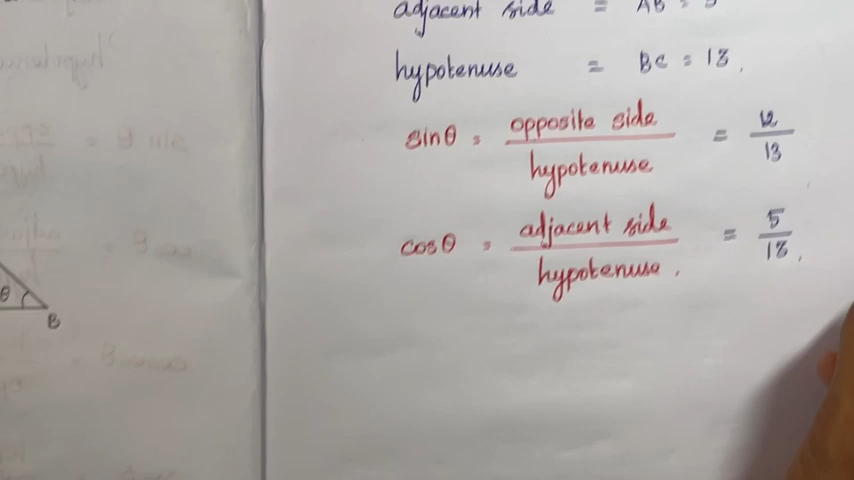 adjacent side = AB = 5
hypotenuse = BC = 13.
sinθ = opposite side / hypotenuse = 12 / 13
cosθ = adjacent side / hypotenuse. = 5 / 13.
θ
B